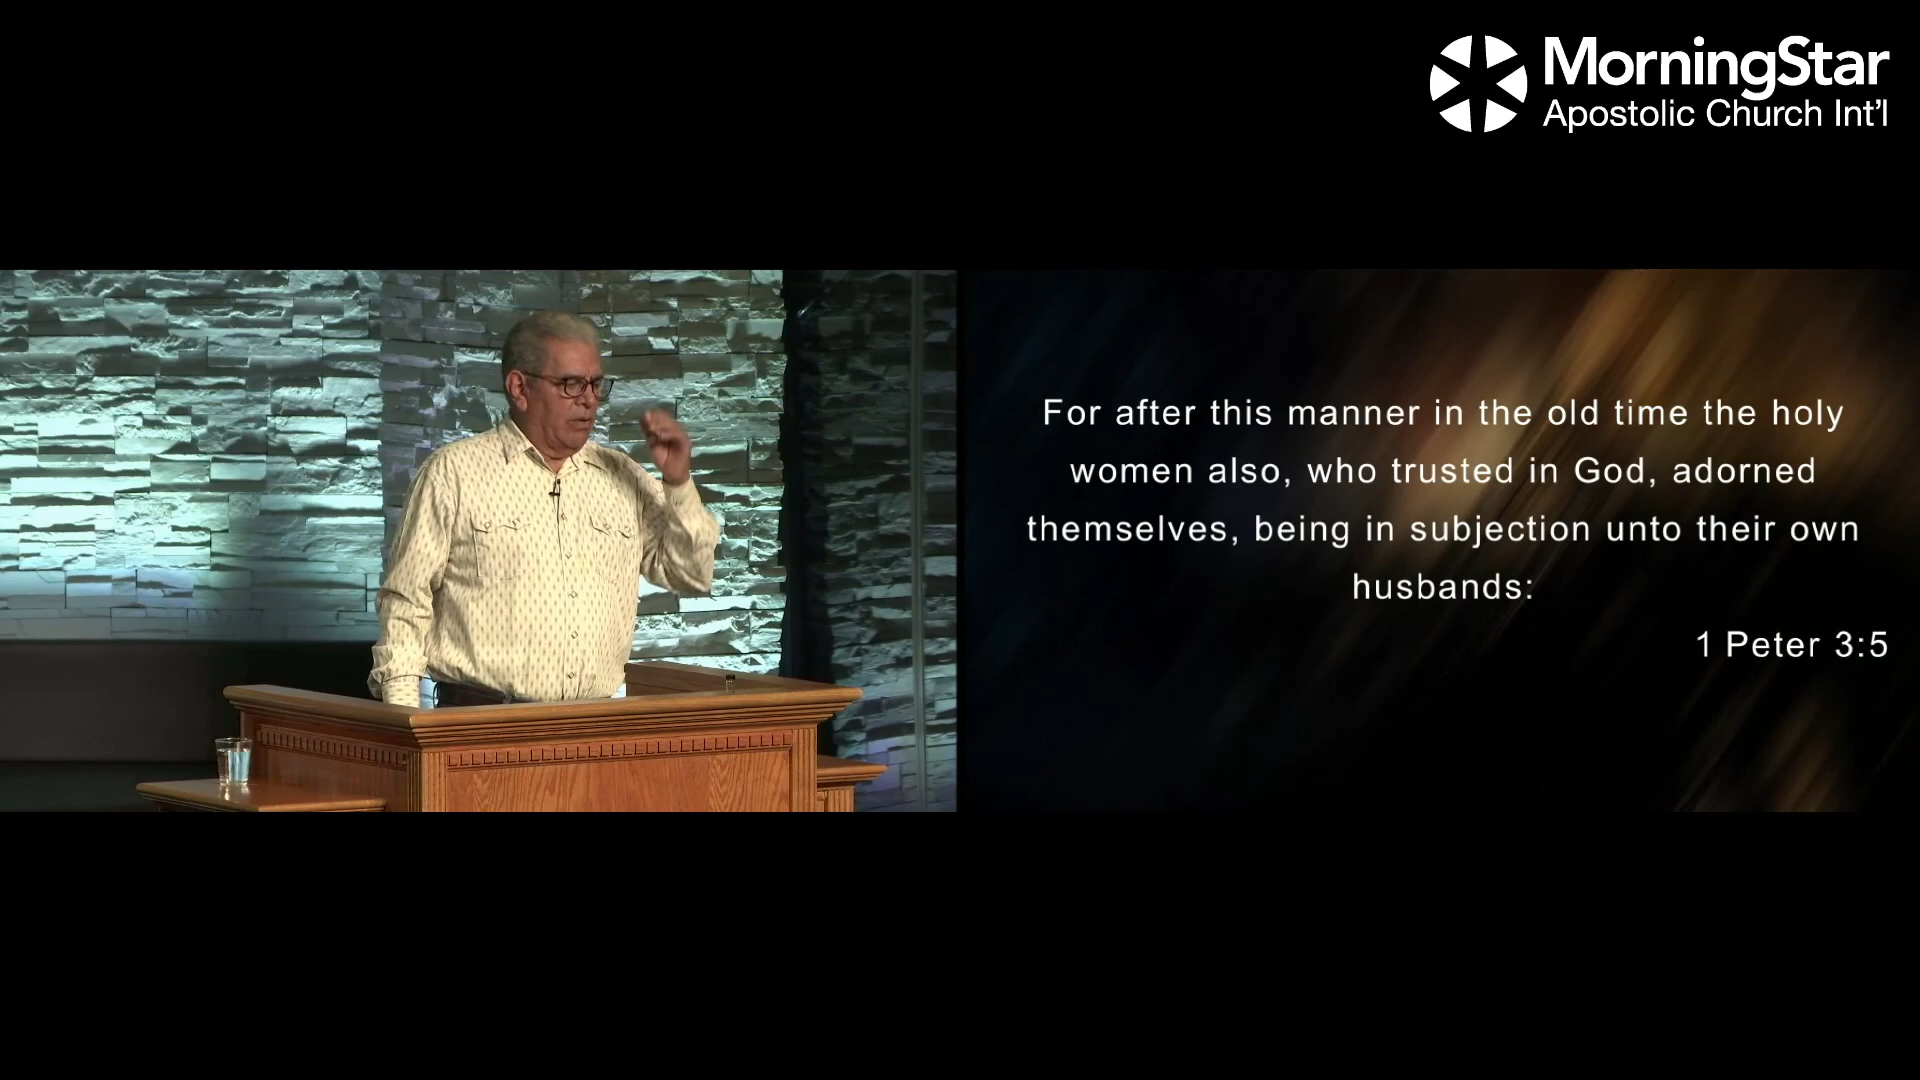 MorningStar
Apostolic Church Int'l
For after this manner in the old time the holy
women also, who trusted in God, adorned
themselves, being in subjection unto their own
husbands:
1 Peter 3:5